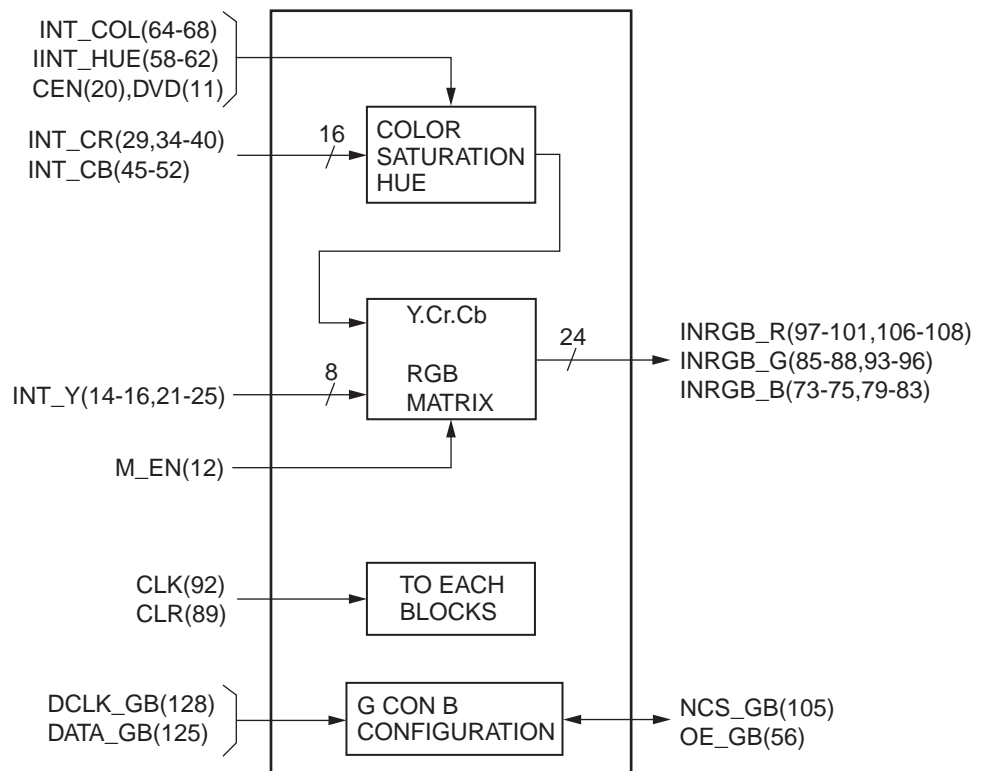 INT_COL(64-68)
IINT_HUE(58-62)
CEN(20),DVD(11)
INT_CR(29,34-40)
INT_CB(45-52)
16
COLOR
SATURATION
HUE
Y.Cr.Cb
RGB
MATRIX
24
INRGB_R(97-101,106-108)
INRGB_G(85-88,93-96)
INRGB_B(73-75,79-83)
INT_Y(14-16,21-25)
8
M_EN(12)
CLK(92)
CLR(89)
TO EACH
BLOCKS
DCLK_GB(128)
DATA_GB(125)
G CON B
CONFIGURATION
NCS_GB(105)
OE_GB(56)